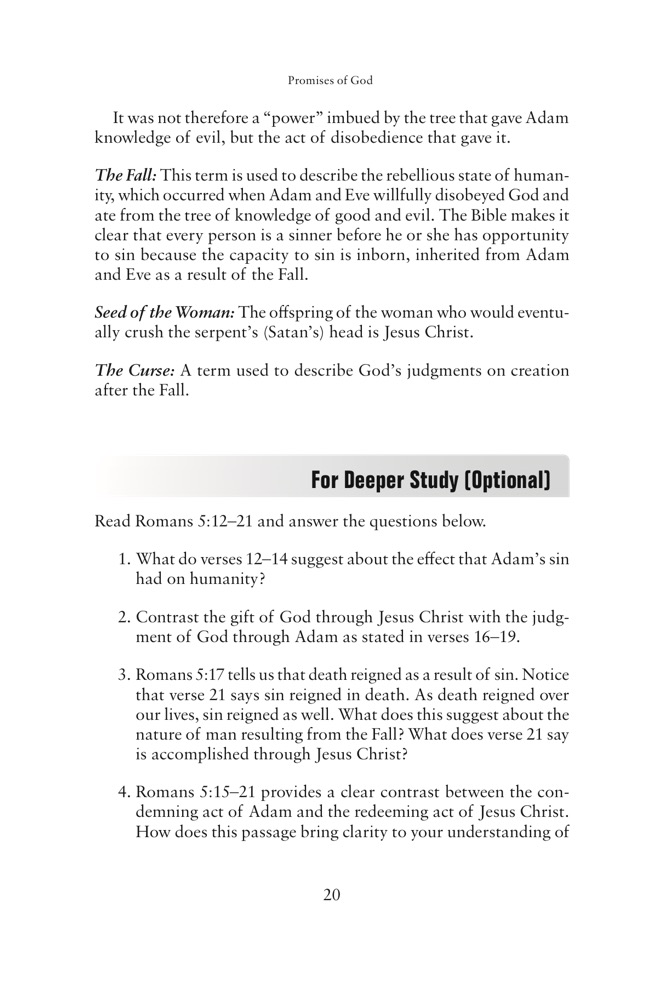 Promises of God
It was not therefore a “power” imbued by the tree that gave Adam
knowledge of evil, but the act of disobedience that gave it.
The Fall: This term is used to describe the rebellious state of human-
ity, which occurred when Adam and Eve willfully disobeyed God and
ate from the tree of knowledge of good and evil. The Bible makes it
clear that every person is a sinner before he or she has opportunity
to sin because the capacity to sin is inborn, inherited from Adam
and Eve as a result of the Fall.
Seed of the Woman: The offspring of the woman who would eventu-
ally crush the serpent’s (Satan’s) head is Jesus Christ.
The Curse: A term used to describe God’s judgments on creation
after the Fall.
For Deeper Study (Optional)
Read Romans 5:12–21 and answer the questions below.
1. What do verses 12–14 suggest about the effect that Adam’s sin
had on humanity?
2. Contrast the gift of God through Jesus Christ with the judg-
ment of God through Adam as stated in verses 16–19.
3. Romans 5:17 tells us that death reigned as a result of sin. Notice
that verse 21 says sin reigned in death. As death reigned over
our lives, sin reigned as well. What does this suggest about the
nature of man resulting from the Fall? What does verse 21 say
is accomplished through Jesus Christ?
4. Romans 5:15–21 provides a clear contrast between the con-
demning act of Adam and the redeeming act of Jesus Christ.
How does this passage bring clarity to your understanding of
20